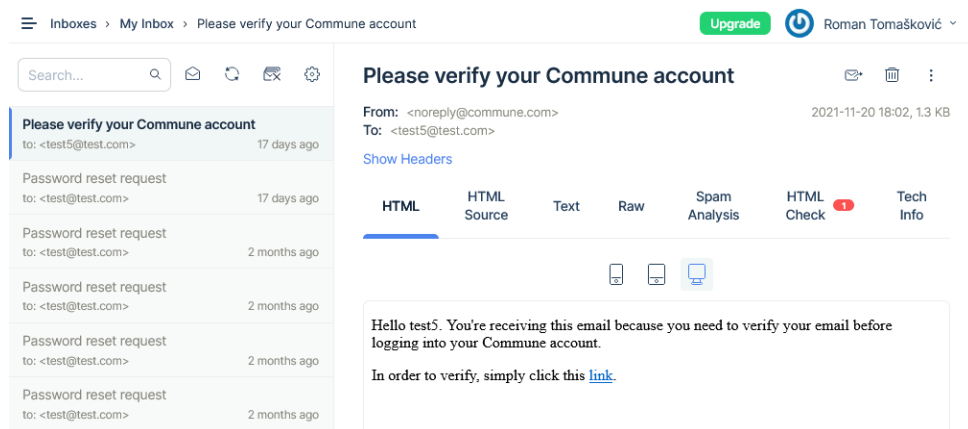 Inboxes › My Inbox › Please verify your Commune account
Upgrade
Roman Tomašković
Search...
Please verify your Commune account
to: <test5@test.com> 17 days ago
Password reset request
to: <test@test.com> 17 days ago
Password reset request
to: <test@test.com> 2 months ago
Password reset request
to: <test@test.com> 2 months ago
Password reset request
to: <test@test.com> 2 months ago
Password reset request
to: <test@test.com> 2 months ago
Please verify your Commune account
From: <noreply@commune.com> 2021-11-20 18:02, 1.3 KB
To: <test5@test.com>
Show Headers
HTML
HTML
Source
Text
Raw
Spam
Analysis
HTML
Check
1
Tech
Info
Hello test5. You're receiving this email because you need to verify your email before
logging into your Commune account.
In order to verify, simply click this link.